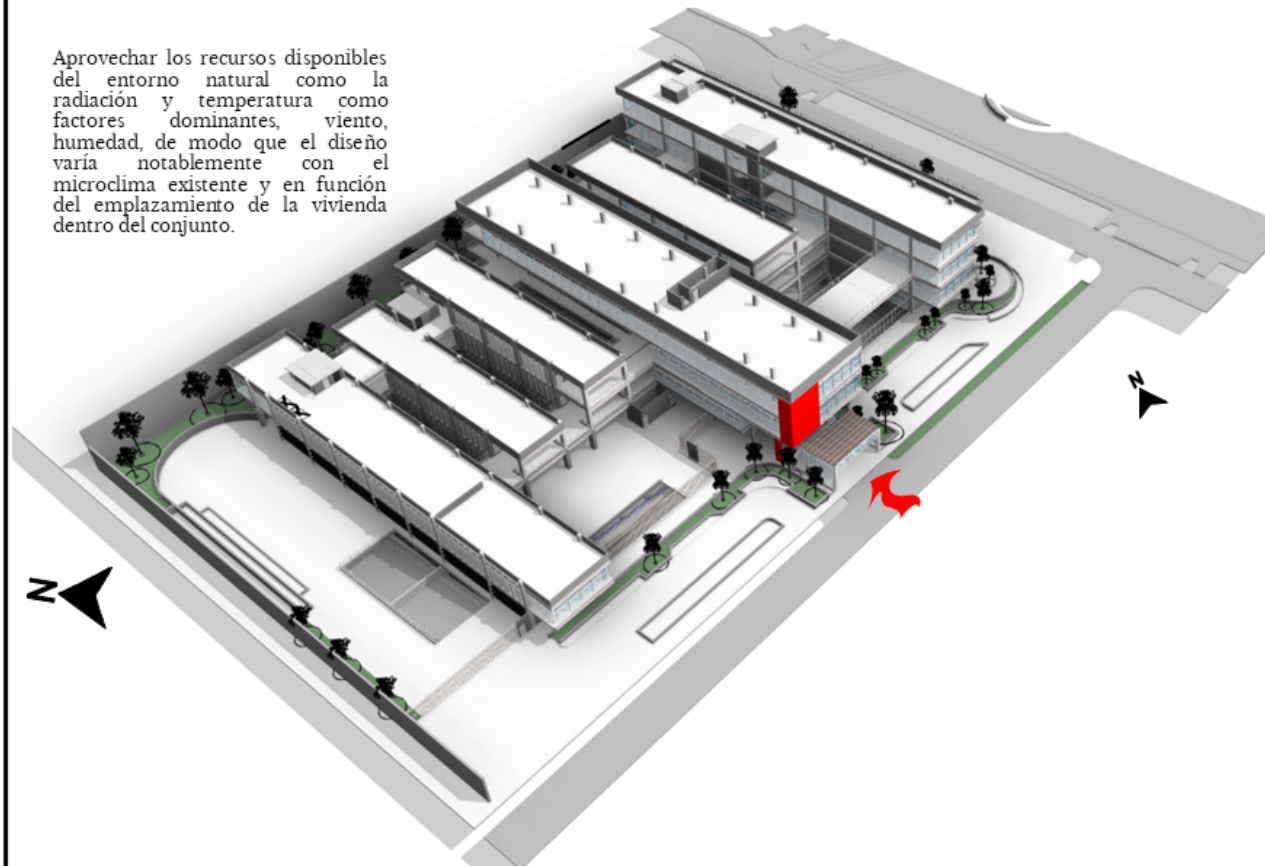 Aprovechar los recursos disponibles
del entorno natural como la
radiación y temperatura como
factores dominantes, viento,
humedad, de modo que el diseño
varía notablemente con el
microclima existente y en función
del emplazamiento de la vivienda
dentro del conjunto.
N
N